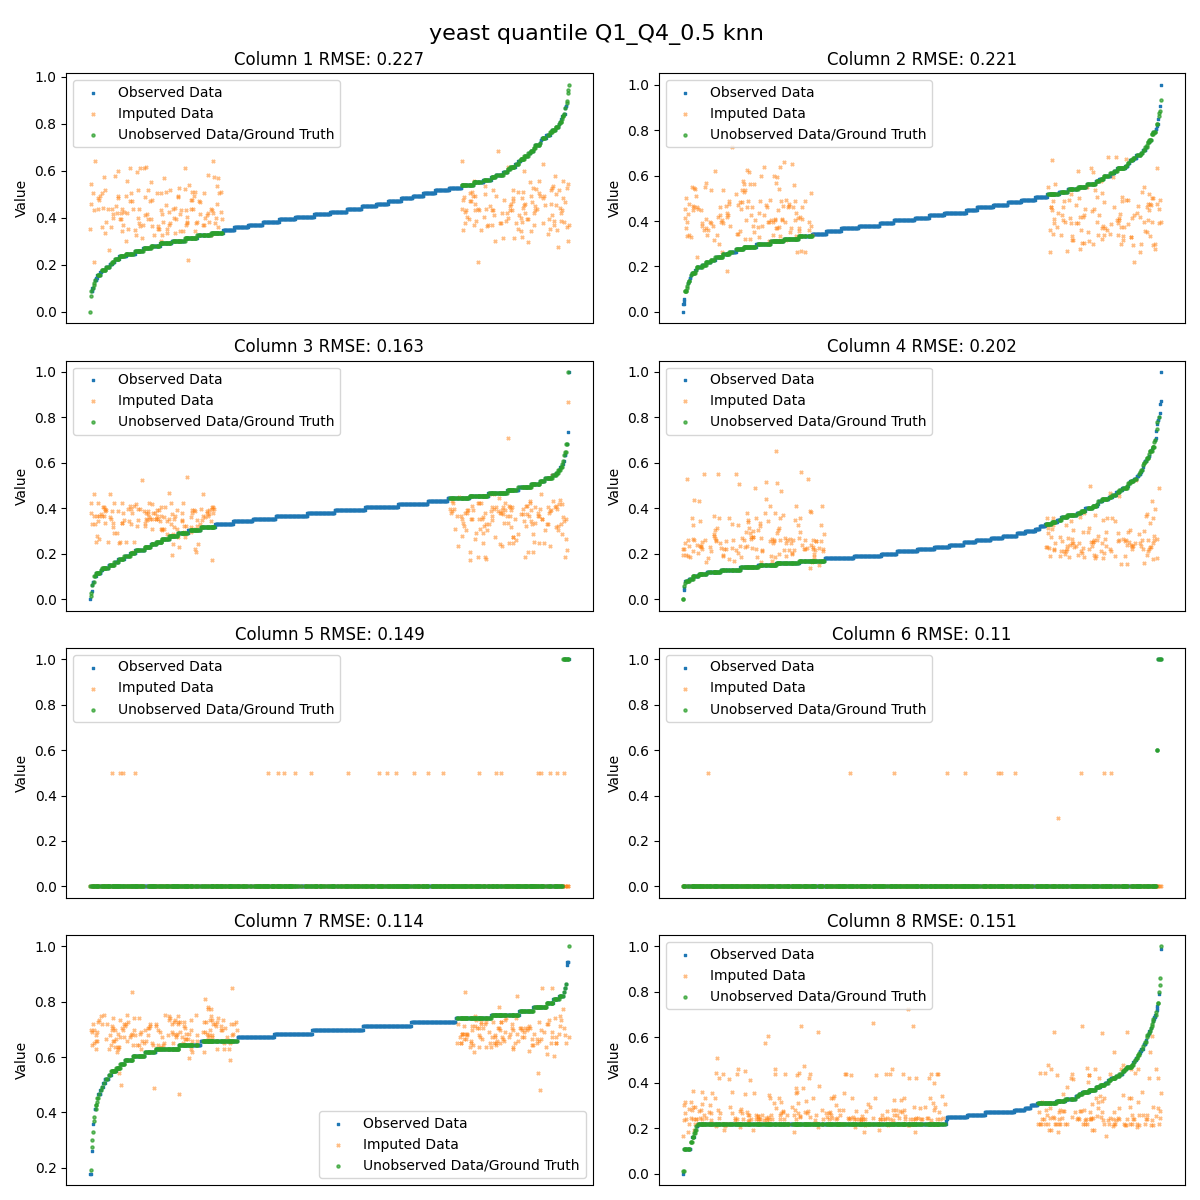 yeast quantile Q1_Q4_0.5 knn
Column 1 RMSE: 0.227
Value
1.0
0.8
0.6
0.4
0.2
0.0
Observed Data
Imputed Data
Unobserved Data/Ground Truth
Column 2 RMSE: 0.221
Value
1.0
0.8
0.6
0.4
0.2
0.0
Observed Data
Imputed Data
Unobserved Data/Ground Truth
Column 3 RMSE: 0.163
Value
1.0
0.8
0.6
0.4
0.2
0.0
Observed Data
Imputed Data
Unobserved Data/Ground Truth
Column 4 RMSE: 0.202
Value
1.0
0.8
0.6
0.4
0.2
0.0
Observed Data
Imputed Data
Unobserved Data/Ground Truth
Column 5 RMSE: 0.149
Value
1.0
0.8
0.6
0.4
0.2
0.0
Observed Data
Imputed Data
Unobserved Data/Ground Truth
Column 6 RMSE: 0.11
Value
1.0
0.8
0.6
0.4
0.2
0.0
Observed Data
Imputed Data
Unobserved Data/Ground Truth
Column 7 RMSE: 0.114
Value
1.0
0.8
0.6
0.4
0.2
Observed Data
Imputed Data
Unobserved Data/Ground Truth
Column 8 RMSE: 0.151
Value
1.0
0.8
0.6
0.4
0.2
0.0
Observed Data
Imputed Data
Unobserved Data/Ground Truth